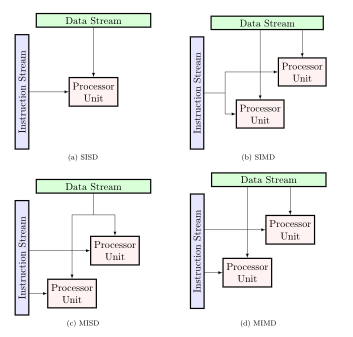 Data Stream
Instruction Stream
Processor
Unit
(a) SISD
Data Stream
Instruction Stream
Processor
Unit
Processor
Unit
(b) SIMD
Data Stream
Instruction Stream
Processor
Unit
Processor
Unit
(c) MISD
Data Stream
Instruction Stream
Processor
Unit
Processor
Unit
(d) MIMD